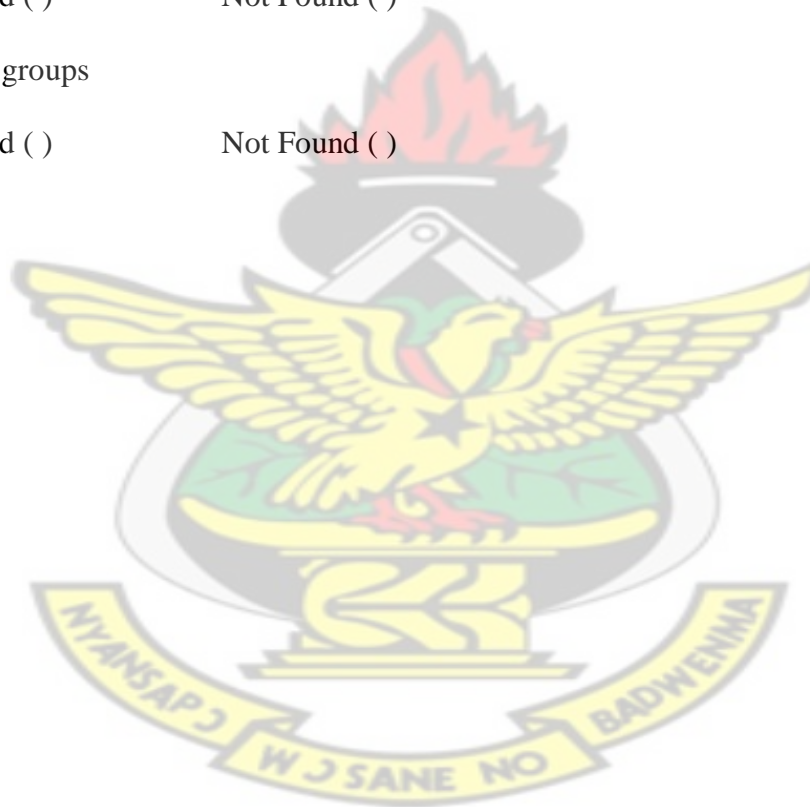 d ( ) Not Found ( )
groups
d ( ) Not Found ( )
NYANSAPƆ WƆSANE NO BADWENMA